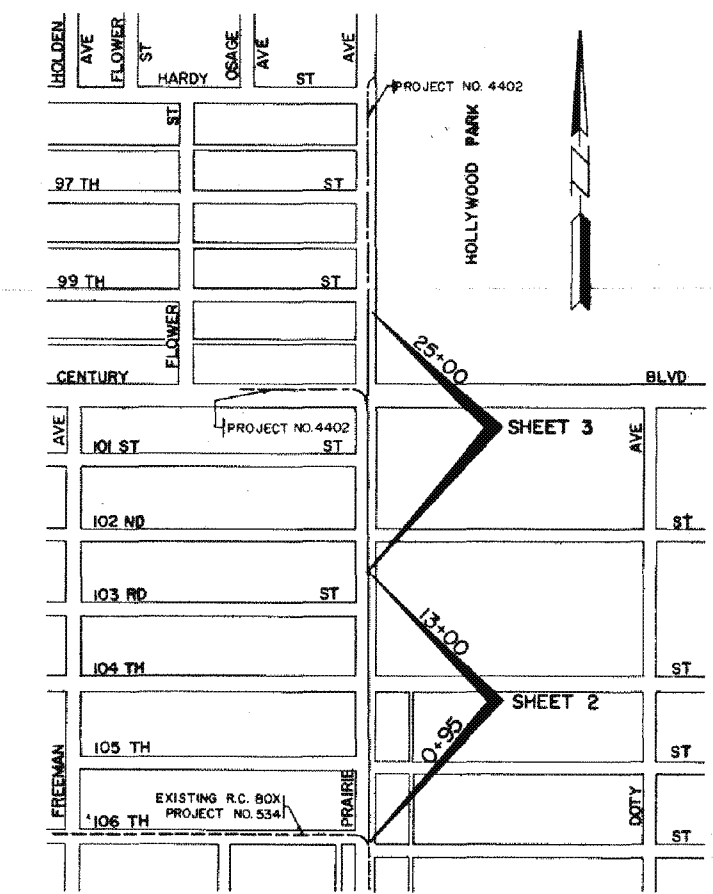 HOLDEN
AVE
FLOWER
ST
OSAGE
AVE
AVE
HARDY ST
PROJECT NO. 4402
ST
HOLLYWOOD PARK
97 TH ST
99 TH ST
FLOWER
25+00
CENTURY BLVD
AVE
PROJECT NO. 4402
SHEET 3
AVE
101 ST ST
102 ND ST
103 RD ST
13+00
104 TH ST
SHEET 2
0+95
105 TH ST
FREEMAN
EXISTING R.C. BOX
PROJECT NO. 534
PRAIRIE
DOTY
106 TH ST